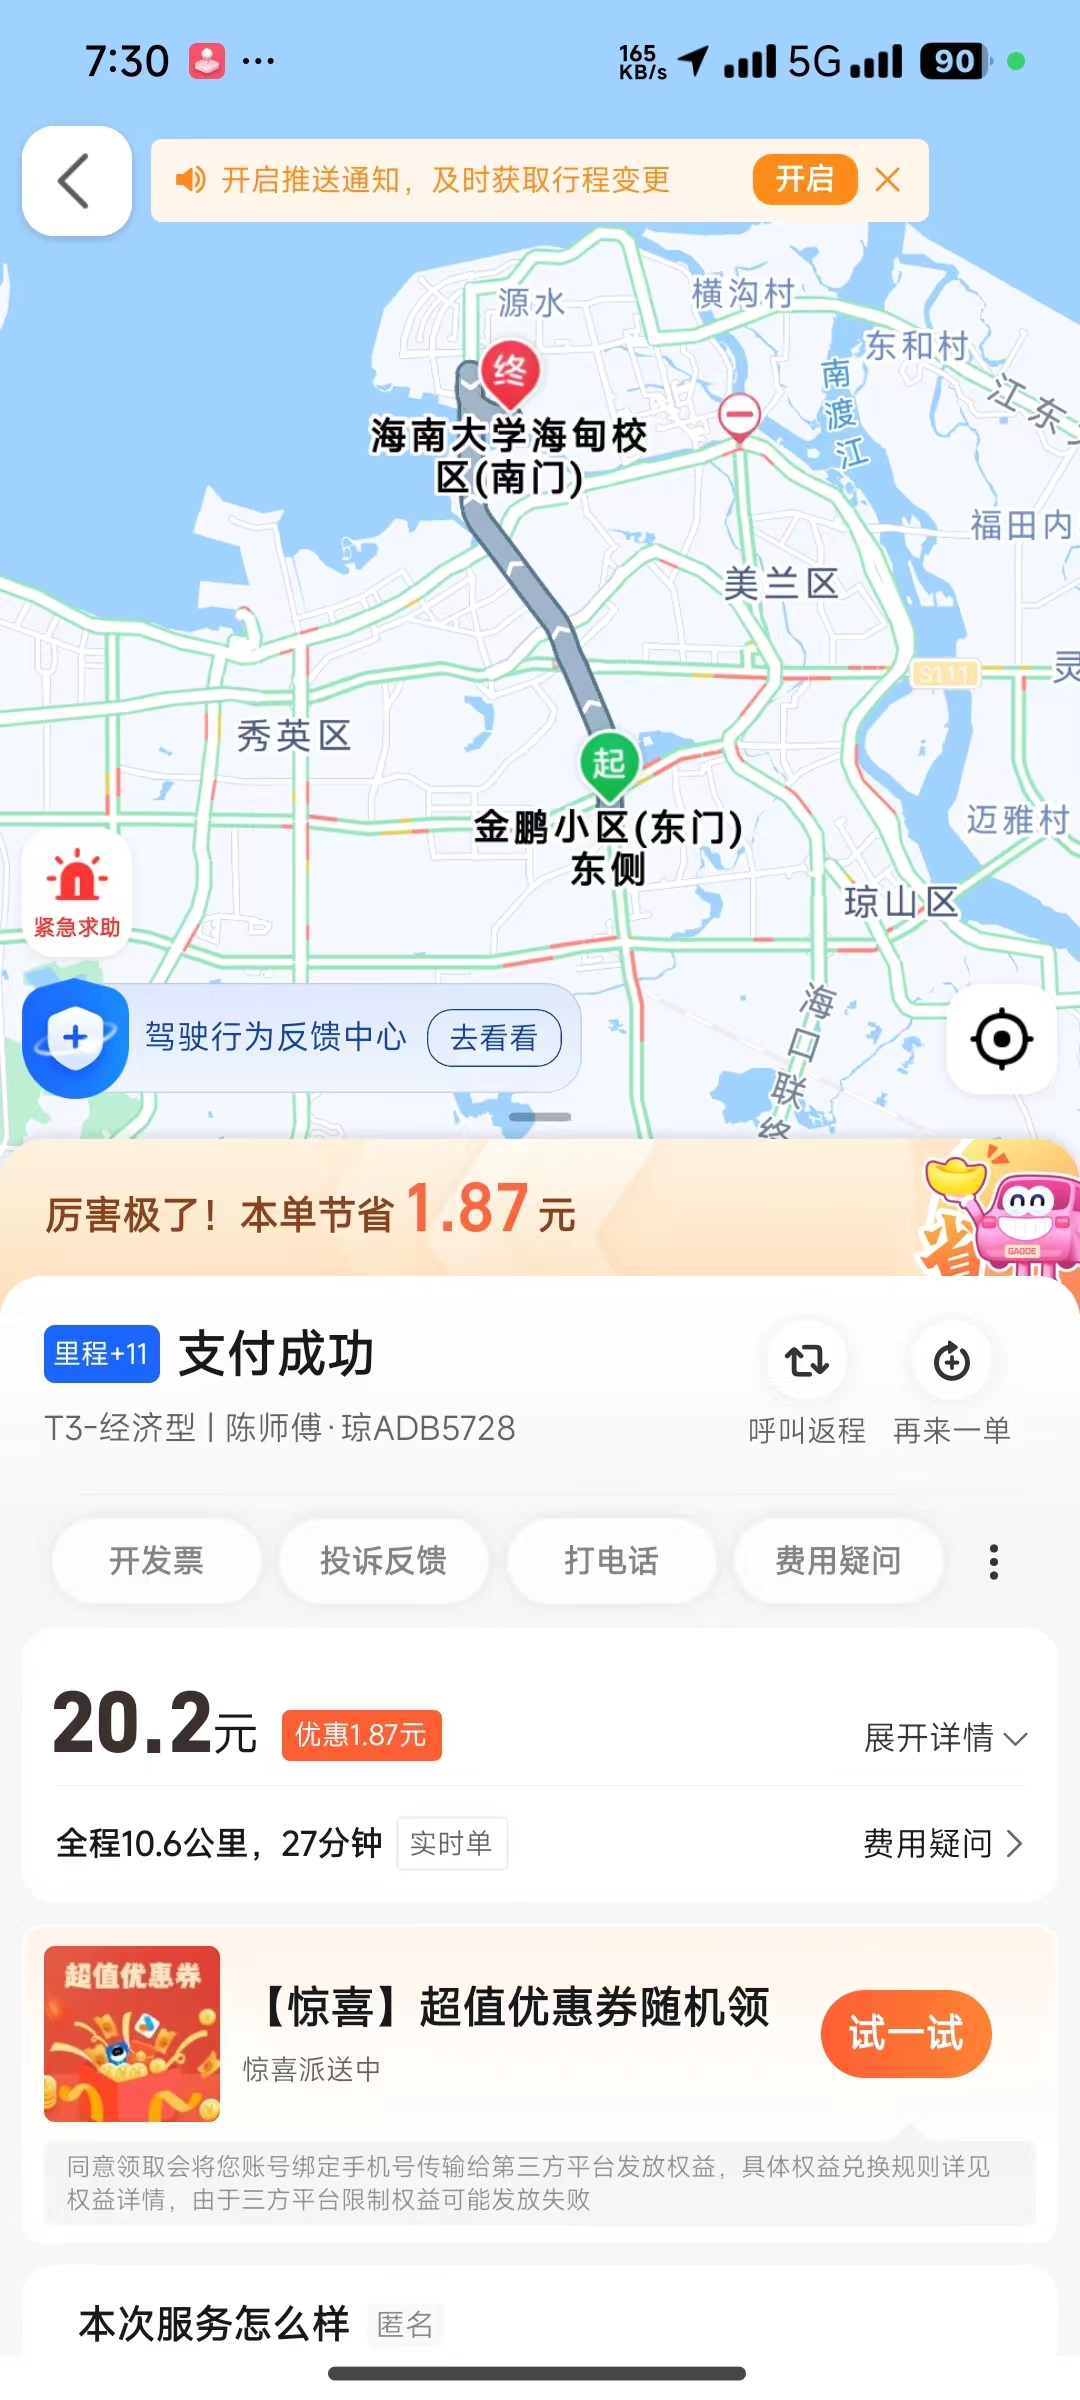 7:30 ··· 165 KB/s 5G 90
开启推送通知，及时获取行程变更 开启
源水
横沟村
东和村
南渡江
江东
终
海南大学海甸校
区(南门)
福田内
美兰区
S111
灵
秀英区
起
金鹏小区(东门)
东侧
迈雅村
琼山区
紧急求助
海口联络
驾驶行为反馈中心 去看看
厉害极了！本单节省1.87元
省
GAODE
里程+11 支付成功
T3-经济型 | 陈师傅·琼ADB5728
呼叫返程 再来一单
开发票 投诉反馈 打电话 费用疑问
20.2元 优惠1.87元 展开详情
全程10.6公里，27分钟 实时单 费用疑问
超值优惠券
【惊喜】超值优惠券随机领
惊喜派送中
试一试
同意领取会将您账号绑定手机号传输给第三方平台发放权益，具体权益兑换规则详见
权益详情，由于三方平台限制权益可能发放失败
本次服务怎么样 匿名